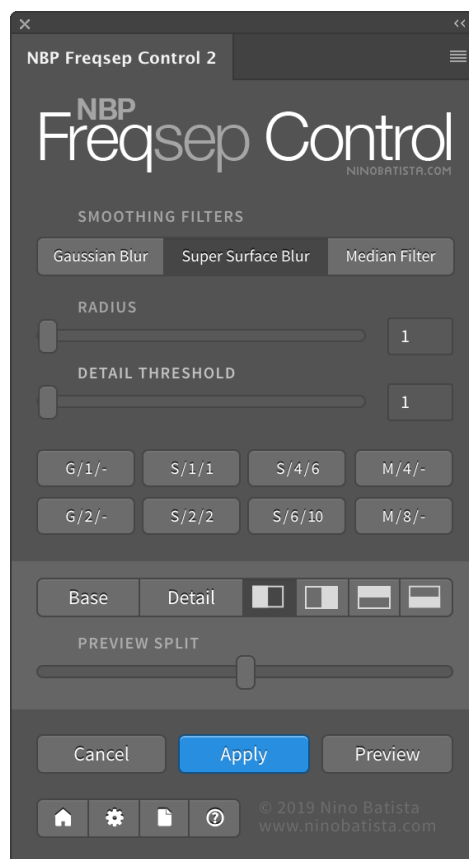 NBP Freqsep Control 2
NBP
Freqsep Control
NINOBATISTA.COM
SMOOTHING FILTERS
Gaussian Blur Super Surface Blur Median Filter
RADIUS
1
DETAIL THRESHOLD
1
G/1/- S/1/1 S/4/6 M/4/-
G/2/- S/2/2 S/6/10 M/8/-
Base Detail
PREVIEW SPLIT
Cancel Apply Preview
© 2019 Nino Batista
www.ninobatista.com